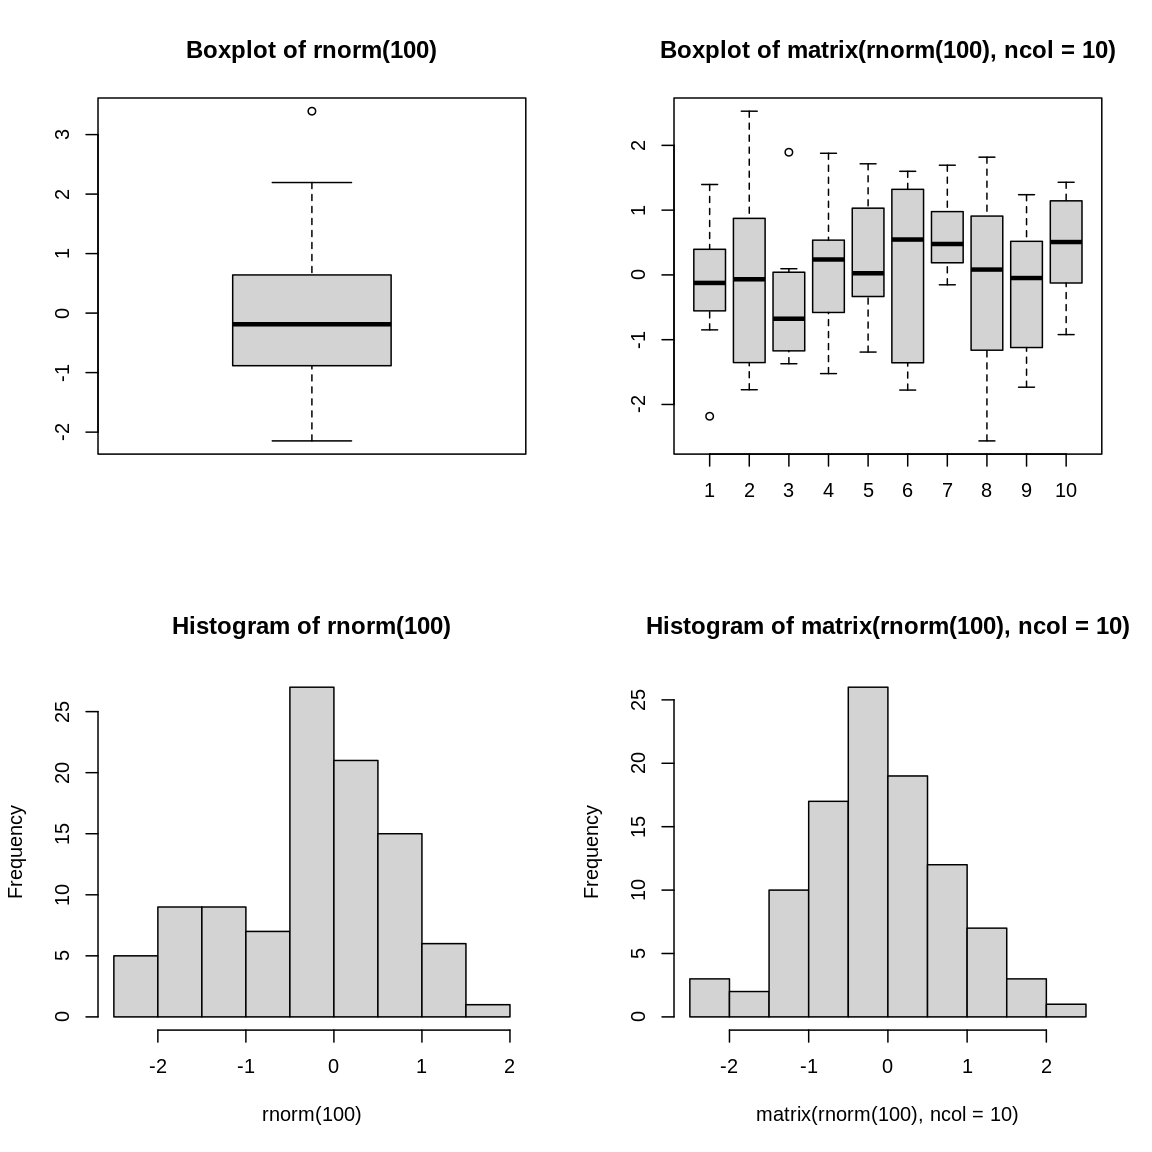 Boxplot of rnorm(100)
3
2
1
0
-1
-2
Boxplot of matrix(rnorm(100), ncol = 10)
2
1
0
-1
-2
1 2 3 4 5 6 7 8 9 10
Histogram of rnorm(100)
Frequency
25
20
15
10
5
0
-2 -1 0 1 2
rnorm(100)
Histogram of matrix(rnorm(100), ncol = 10)
Frequency
25
20
15
10
5
0
-2 -1 0 1 2
matrix(rnorm(100), ncol = 10)